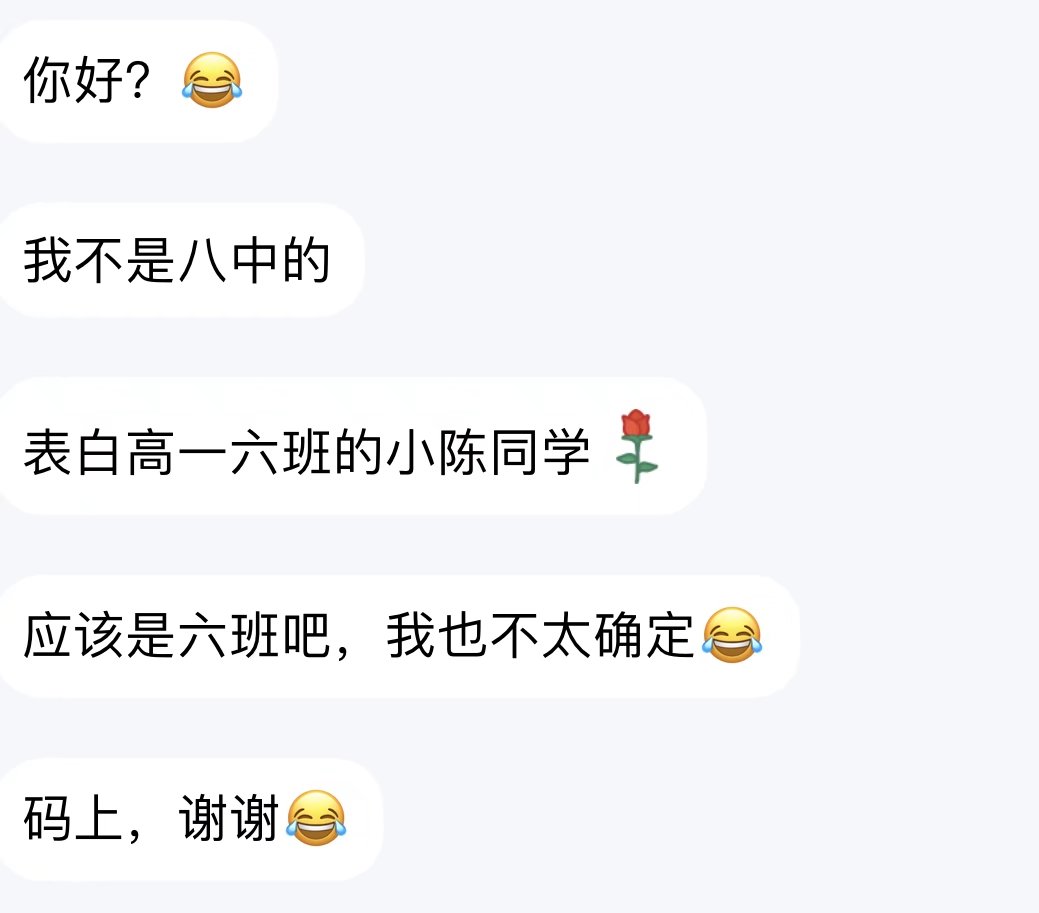 你好？😂
我不是八中的
表白高一六班的小陈同学🌹
应该是六班吧，我也不太确定😂
码上，谢谢😂